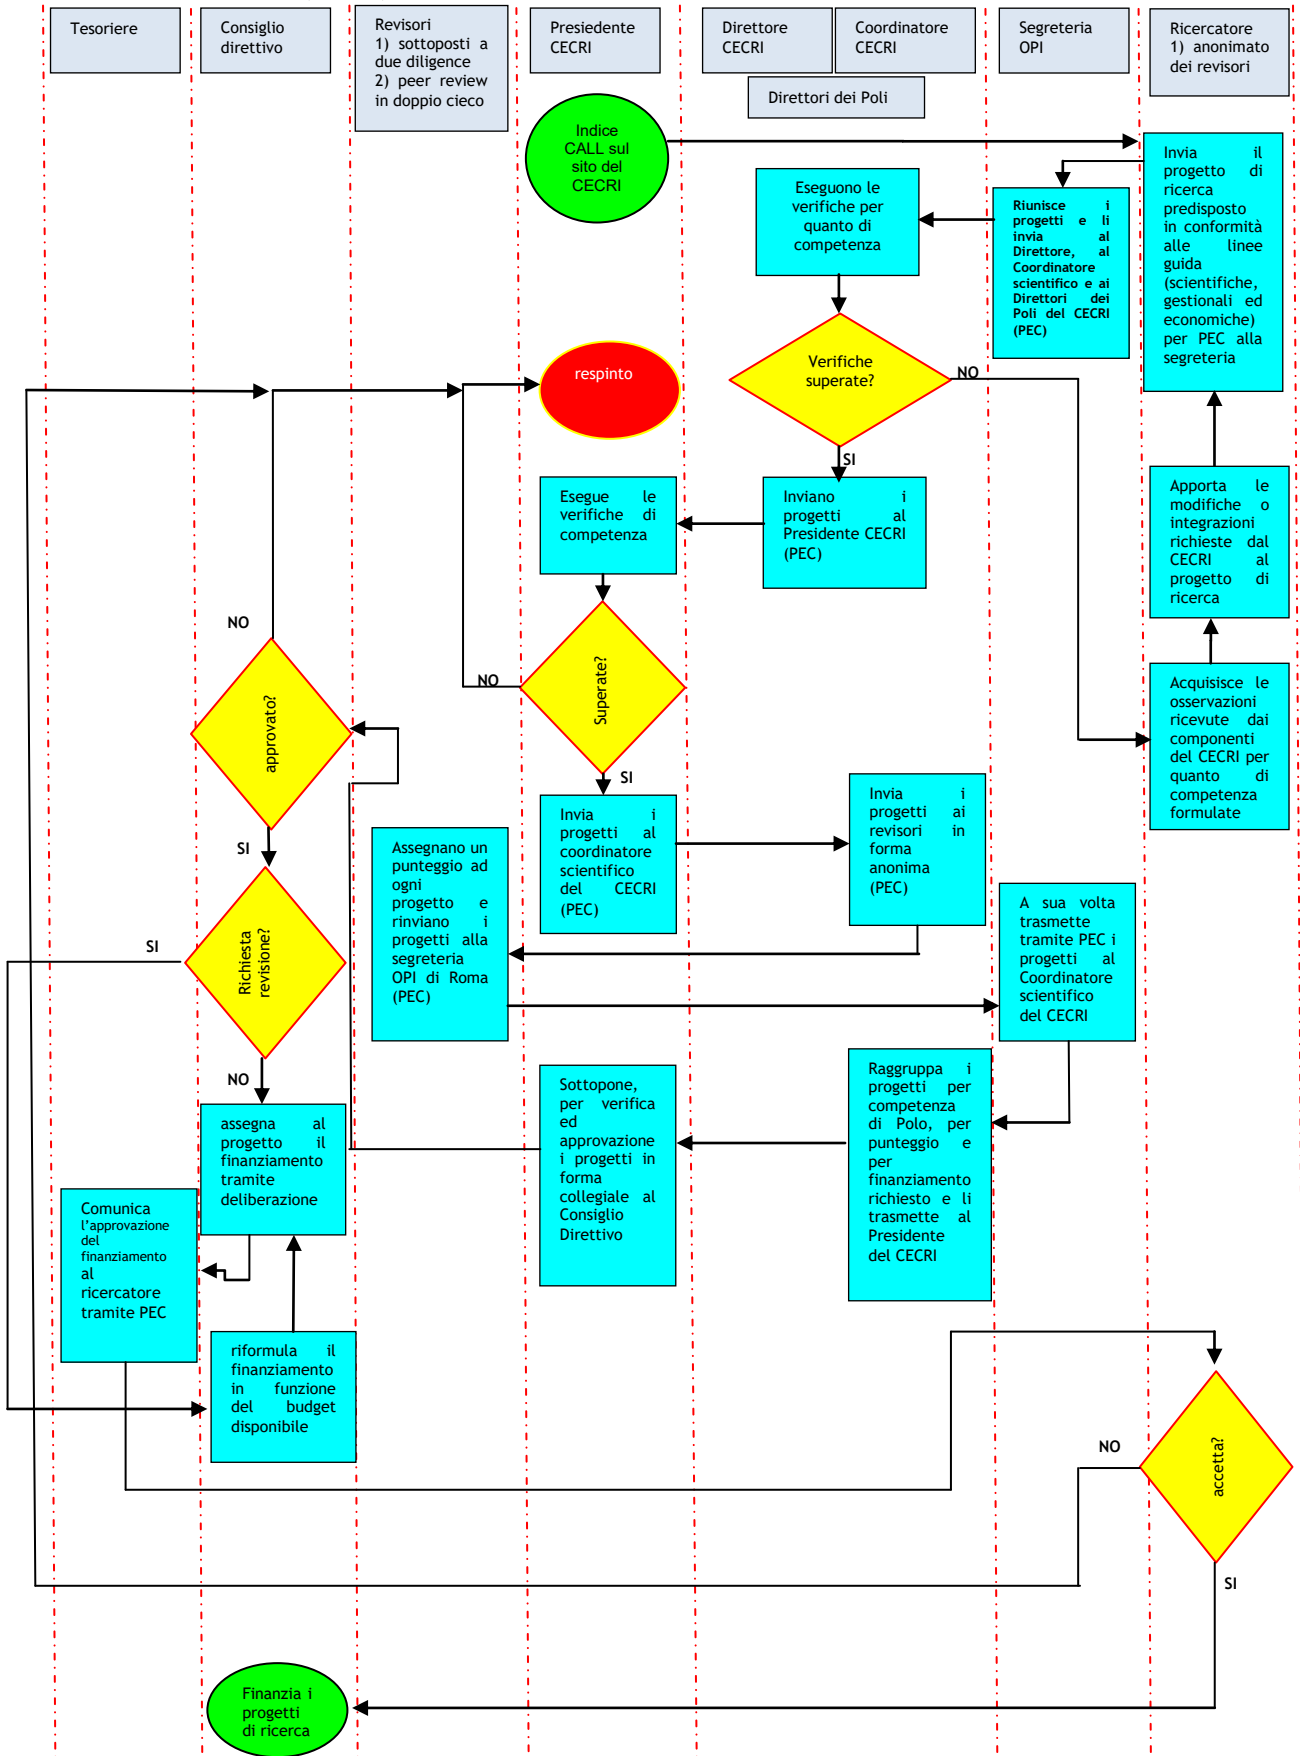 Tesoriere
Consiglio
direttivo
Revisori
1) sottoposti a
due diligence
2) peer review
in doppio cieco
Presidente
CECRI
Direttore
CECRI
Coordinatore
CECRI
Direttori dei Poli
Segreteria
OPI
Ricercatore
1) anonimato
dei revisori
Indice
CALL sul
sito del
CECRI
Invia il
progetto di
ricerca
predisposto
in conformità
alle linee
guida
(scientifiche,
gestionali ed
economiche)
per PEC alla
segreteria
Riunisce i
progetti e li
invia al
Direttore, al
Coordinatore
scientifico e ai
Direttori dei
Poli del CECRI
(PEC)
Eseguono le
verifiche per
quanto di
competenza
Verifiche
superate?
NO
SI
respinto
Inviano i
progetti al
Presidente CECRI
(PEC)
Esegue le
verifiche di
competenza
Apporta le
modifiche o
integrazioni
richieste dal
CECRI al
progetto di
ricerca
Acquisisce le
osservazioni
ricevute dai
componenti
del CECRI per
quanto di
competenza
formulate
Superate?
NO
SI
NO
approvato?
SI
Invia i
progetti al
coordinatore
scientifico
del CECRI
(PEC)
Invia i
progetti ai
revisori in
forma
anonima
(PEC)
Assegnano un
punteggio ad
ogni
progetto e
rinviano i
progetti alla
segreteria
OPI di Roma
(PEC)
A sua volta
trasmette
tramite PEC i
progetti al
Coordinatore
scientifico
del CECRI
SI
Richiesta
revisione?
NO
Raggruppa i
progetti per
competenza
di Polo, per
punteggio e
per
finanziamento
richiesto e li
trasmette al
Presidente
del CECRI
Sottopone,
per verifica
ed
approvazione
i progetti in
forma
collegiale al
Consiglio
Direttivo
assegna al
progetto il
finanziamento
tramite
deliberazione
Comunica
l’approvazione
del
finanziamento
al
ricercatore
tramite PEC
riformula il
finanziamento
in funzione
del budget
disponibile
accetta?
NO
SI
Finanzia i
progetti
di ricerca